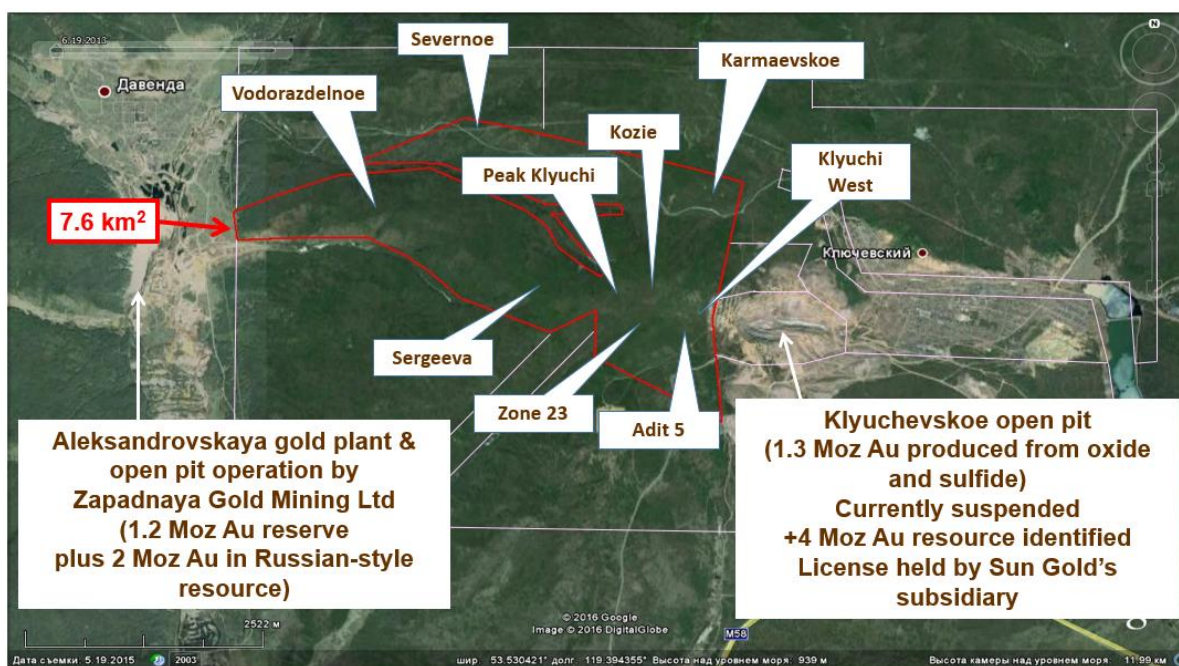 6.19.2013
N
Давенда
Severnoe
Vodorazdelnoe
Karmaevskoe
Kozie
Peak Klyuchi
Klyuchi
West
7.6 km²
Ключевский
Sergeeva
Zone 23
Adit 5
Aleksandrovskaya gold plant &
open pit operation by
Zapadnaya Gold Mining Ltd
(1.2 Moz Au reserve
plus 2 Moz Au in Russian-style
resource)
Klyuchevskoe open pit
(1.3 Moz Au produced from oxide
and sulfide)
Currently suspended
+4 Moz Au resource identified
License held by Sun Gold's
subsidiary
© 2016 Google
Image © 2016 DigitalGlobe
2522 м
M58
Дата съемки: 5.19.2015 2003 шир 53.530421° долг 119.394355° Высота над уровнем моря: 939 м Высота камеры над уровнем моря: 11.99 км